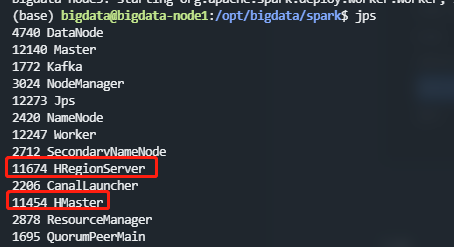 bigdata-node3: starting org.apache.spark.deploy.worker.Worker,
(base) bigdata@bigdata-node1:/opt/bigdata/spark$ jps
4740 DataNode
12140 Master
1772 Kafka
3024 NodeManager
12273 Jps
2420 NameNode
12247 Worker
2712 SecondaryNameNode
11674 HRegionServer
2206 CanalLauncher
11454 HMaster
2878 ResourceManager
1695 QuorumPeerMain